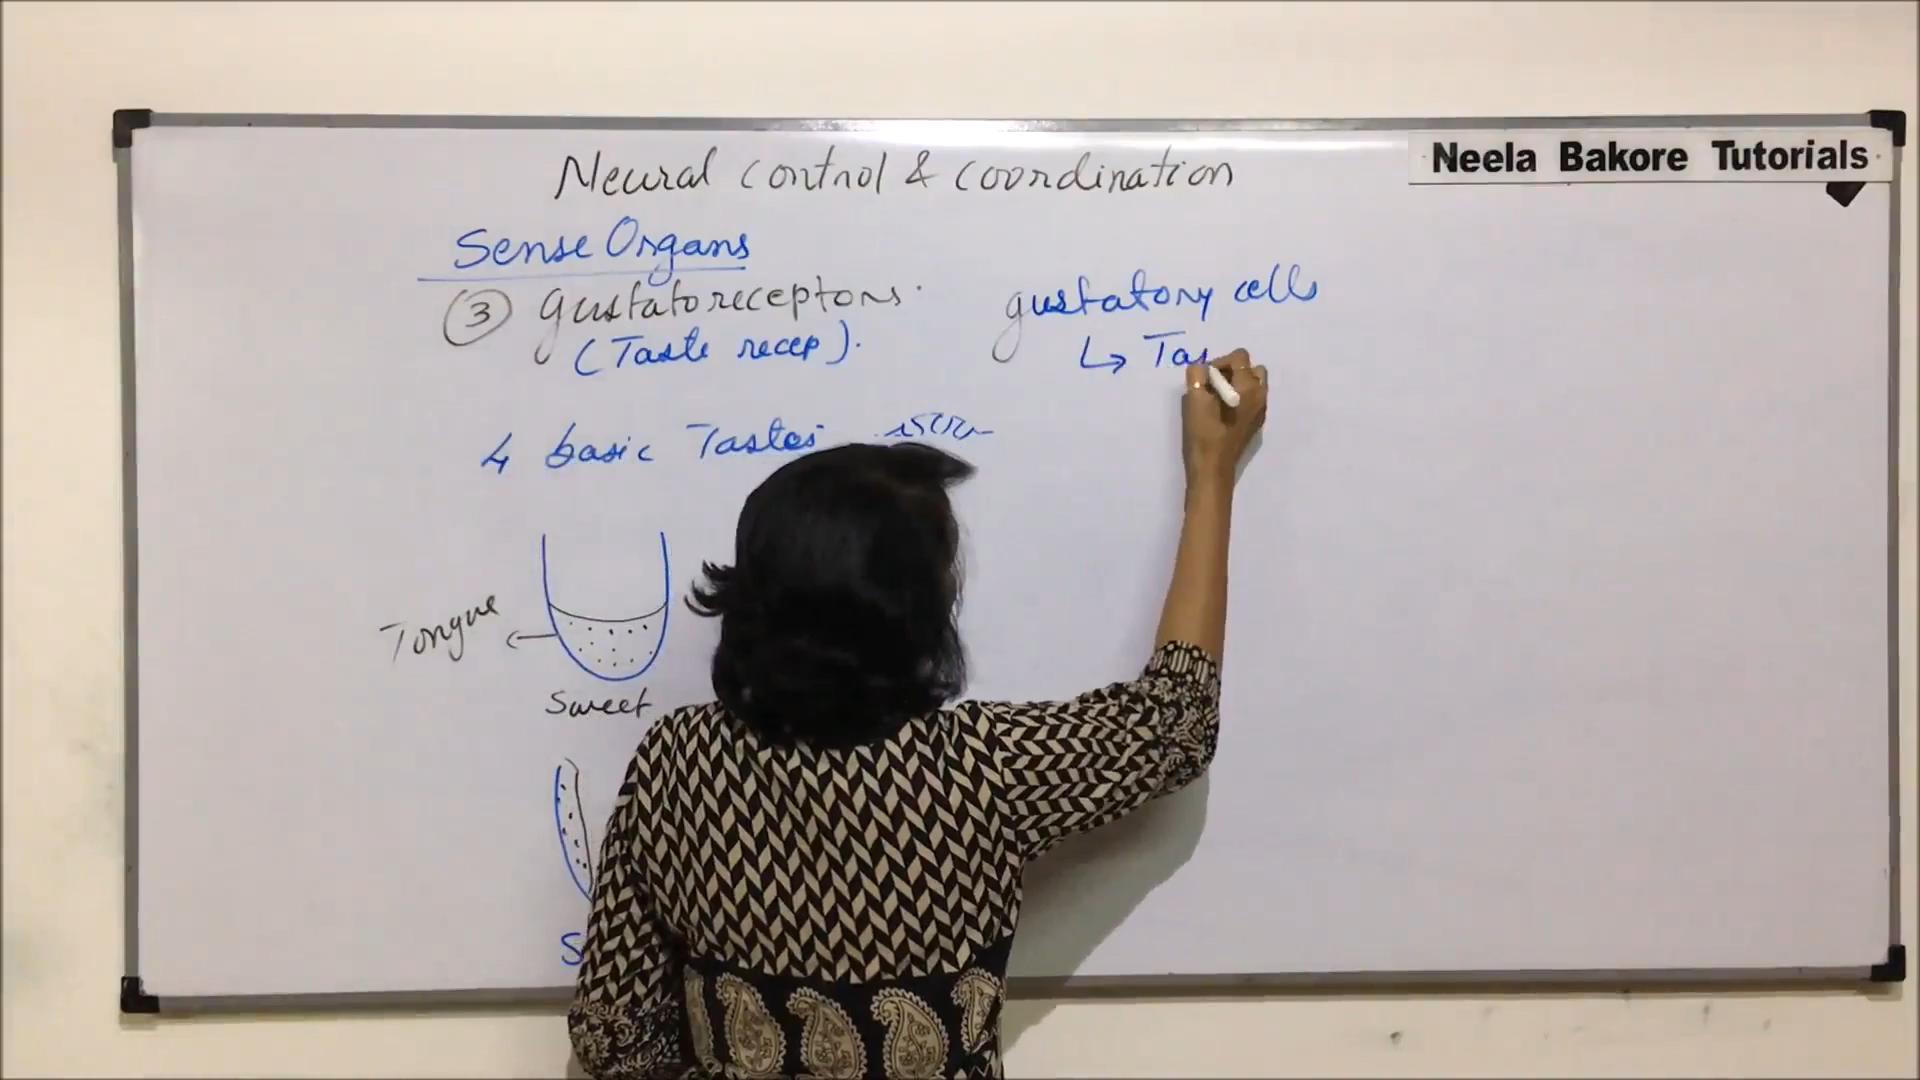 Neela Bakore Tutorials
Neural control & coordination
Sense Organs
③ Gustatoreceptors.
(Taste recep).
gustatory cells
↳ Tas
4 basic Tastes
Tongue
Sweet
S